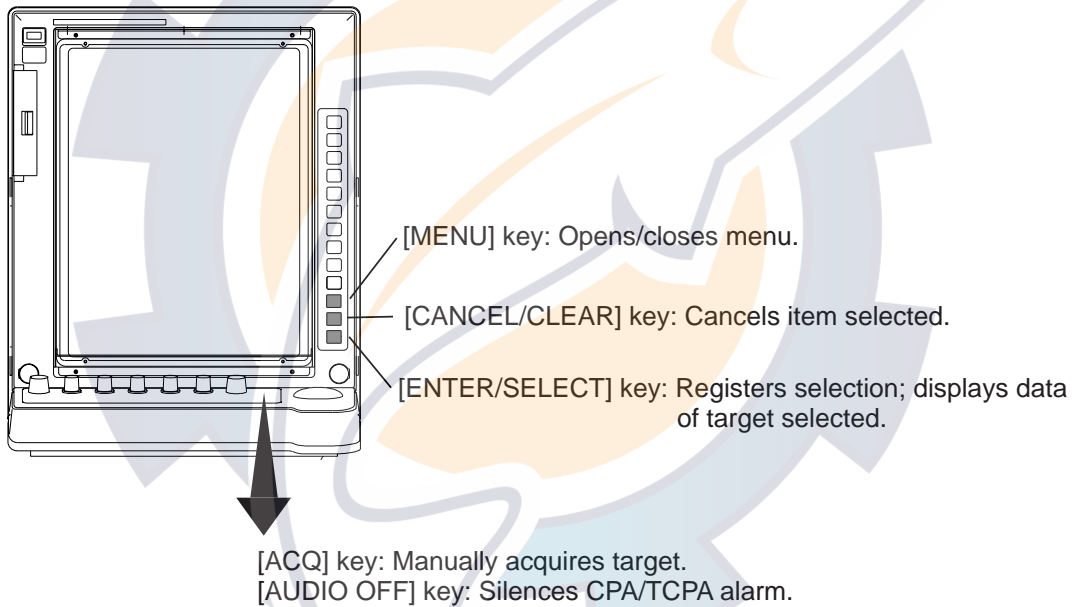 [MENU] key: Opens/closes menu.
[CANCEL/CLEAR] key: Cancels item selected.
[ENTER/SELECT] key: Registers selection; displays data
of target selected.
[ACQ] key: Manually acquires target.
[AUDIO OFF] key: Silences CPA/TCPA alarm.